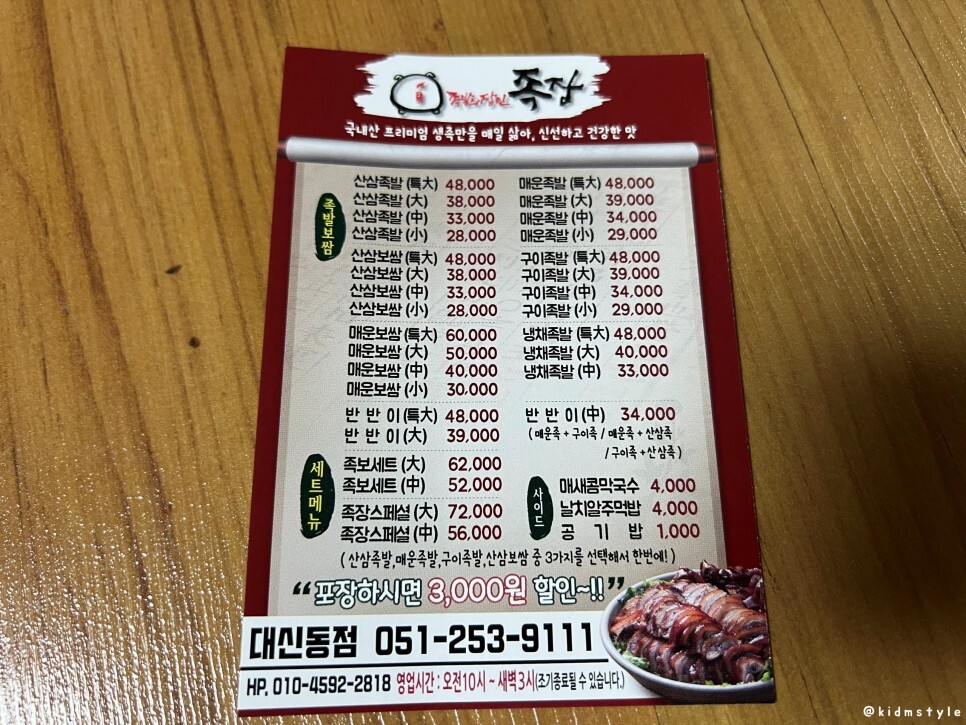 족장
국내산 프리미엄 생족만을 매일 삶아, 신선하고 건강한 맛
족발보쌈
산삼족발 (특大) 48,000
산삼족발 (大) 38,000
산삼족발 (中) 33,000
산삼족발 (小) 28,000
산삼보쌈 (특大) 48,000
산삼보쌈 (大) 38,000
산삼보쌈 (中) 33,000
산삼보쌈 (小) 28,000
매운보쌈 (특大) 60,000
매운보쌈 (大) 50,000
매운보쌈 (中) 40,000
매운보쌈 (小) 30,000
반 반 이 (특大) 48,000
반 반 이 (大) 39,000
매운족발 (특大) 48,000
매운족발 (大) 39,000
매운족발 (中) 34,000
매운족발 (小) 29,000
구이족발 (특大) 48,000
구이족발 (大) 39,000
구이족발 (中) 34,000
구이족발 (小) 29,000
냉채족발 (특大) 48,000
냉채족발 (大) 40,000
냉채족발 (中) 33,000
반 반 이 (中) 34,000
( 매운족 + 구이족 / 매운족 + 산삼족
/ 구이족 + 산삼족 )
세트메뉴
족보세트 (大) 62,000
족보세트 (中) 52,000
족장스페셜 (大) 72,000
족장스페셜 (中) 56,000
사이드
매새콤막국수 4,000
날치알주먹밥 4,000
공 기 밥 1,000
( 산삼족발,매운족발,구이족발,산삼보쌈 중 3가지를 선택해서 한번에! )
“포장하시면 3,000원 할인~!!”
대신동점 051-253-9111
HP. 010-4592-2818 영업시간 : 오전10시 ~ 새벽3시(조기종료될 수 있습니다.)
@kidmstyle